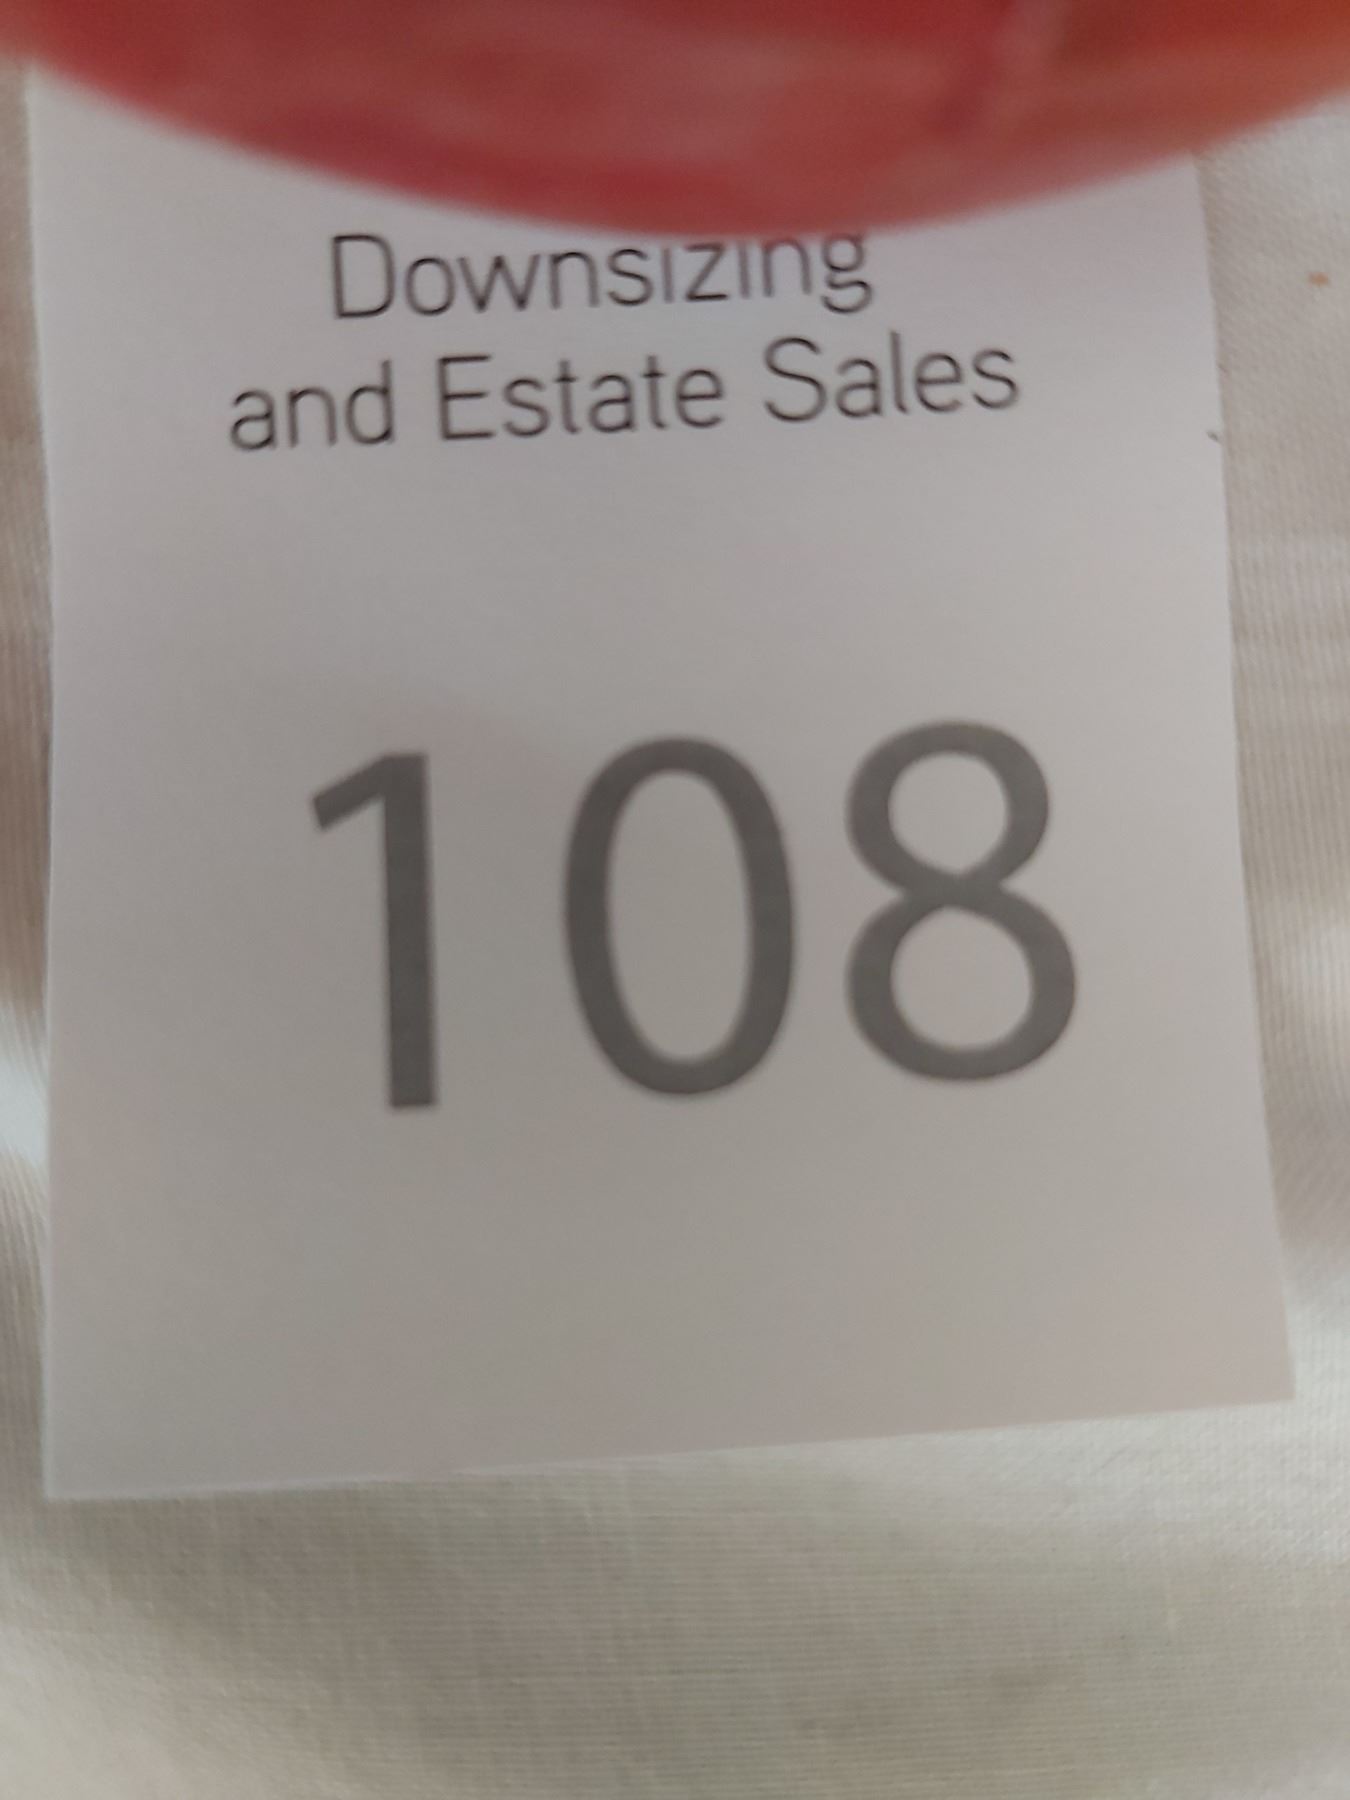 Downsizing
and Estate Sales
108